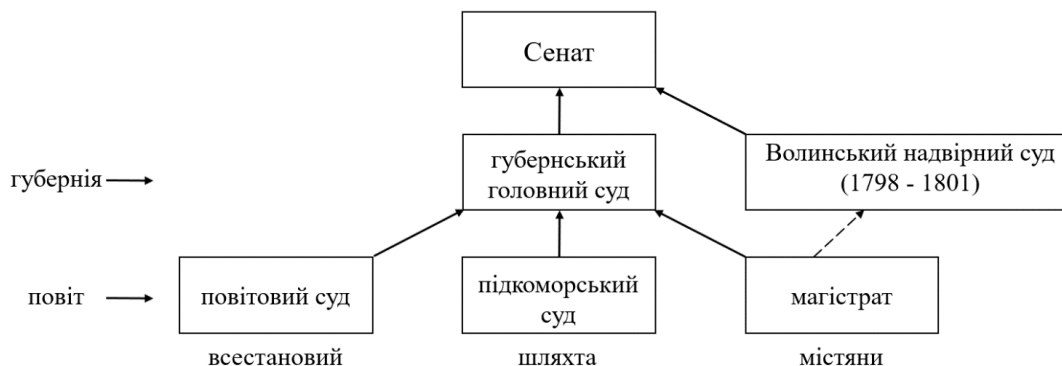 Сенат
губернія
губернський
головний суд
Волинський надвірний суд
(1798 - 1801)
повіт
повітовий суд
підкоморський
суд
магістрат
всестановий
шляхта
містяни